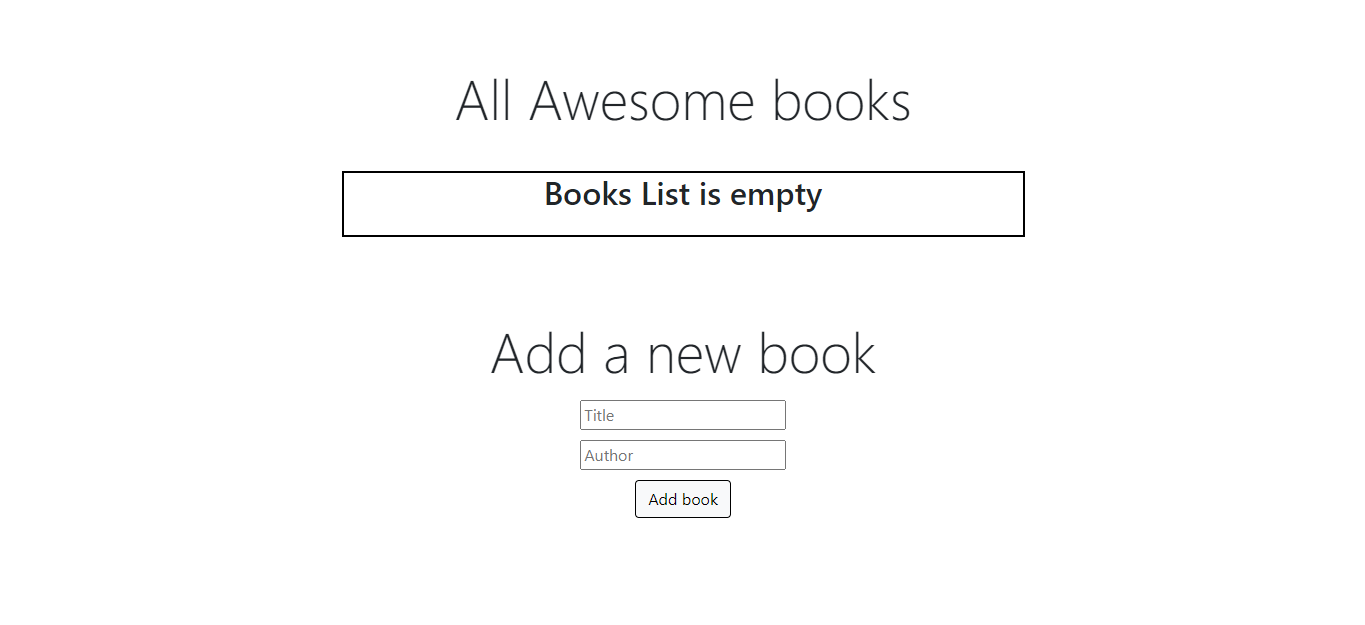 All Awesome books
Books List is empty
Add a new book
Title
Author
Add book